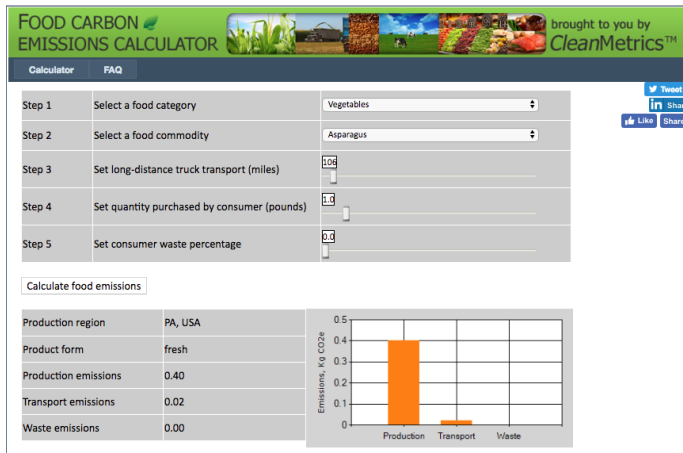 FOOD CARBON
EMISSIONS CALCULATOR
brought to you by
CleanMetrics™
Calculator FAQ
Tweet
in Shar
Like Share
Step 1 Select a food category Vegetables
Step 2 Select a food commodity Asparagus
Step 3 Set long-distance truck transport (miles) 106
Step 4 Set quantity purchased by consumer (pounds) 1.0
Step 5 Set consumer waste percentage 0.0
Calculate food emissions
Production region PA, USA
Product form fresh
Production emissions 0.40
Transport emissions 0.02
Waste emissions 0.00
Emissions, Kg CO2e
0.5
0.4
0.3
0.2
0.1
0
Production Transport Waste